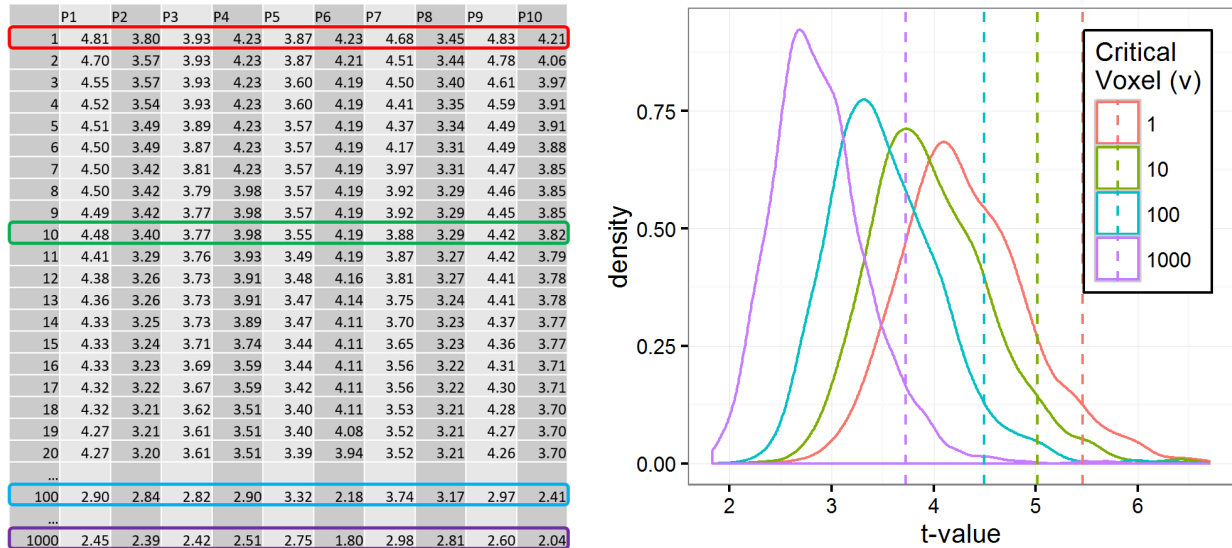 P1 P2 P3 P4 P5 P6 P7 P8 P9 P10
1 4.81 3.80 3.93 4.23 3.87 4.23 4.68 3.45 4.83 4.21
2 4.70 3.57 3.93 4.23 3.87 4.21 4.51 3.44 4.78 4.06
3 4.55 3.57 3.93 4.23 3.60 4.19 4.50 3.40 4.61 3.97
4 4.52 3.54 3.93 4.23 3.60 4.19 4.41 3.35 4.59 3.91
5 4.51 3.49 3.89 4.23 3.57 4.19 4.37 3.34 4.49 3.91
6 4.50 3.49 3.87 4.23 3.57 4.19 4.17 3.31 4.49 3.88
7 4.50 3.42 3.81 4.23 3.57 4.19 3.97 3.31 4.47 3.85
8 4.50 3.42 3.79 3.98 3.57 4.19 3.92 3.29 4.46 3.85
9 4.49 3.42 3.77 3.98 3.57 4.19 3.92 3.29 4.45 3.85
10 4.48 3.40 3.77 3.98 3.55 4.19 3.88 3.29 4.42 3.82
11 4.41 3.29 3.76 3.93 3.49 4.19 3.87 3.27 4.42 3.79
12 4.38 3.26 3.73 3.91 3.48 4.16 3.81 3.27 4.41 3.78
13 4.36 3.26 3.73 3.91 3.47 4.14 3.75 3.24 4.41 3.78
14 4.33 3.25 3.73 3.89 3.47 4.11 3.70 3.23 4.37 3.77
15 4.33 3.24 3.71 3.74 3.44 4.11 3.65 3.23 4.36 3.77
16 4.33 3.23 3.69 3.59 3.44 4.11 3.56 3.22 4.31 3.71
17 4.32 3.22 3.67 3.59 3.42 4.11 3.56 3.22 4.30 3.71
18 4.32 3.21 3.62 3.51 3.40 4.11 3.53 3.21 4.28 3.70
19 4.27 3.21 3.61 3.51 3.40 4.08 3.52 3.21 4.27 3.70
20 4.27 3.20 3.61 3.51 3.39 3.94 3.52 3.21 4.26 3.70
...
100 2.90 2.84 2.82 2.90 3.32 2.18 3.74 3.17 2.97 2.41
...
1000 2.45 2.39 2.42 2.51 2.75 1.80 2.98 2.81 2.60 2.04
density
0.75
0.50
0.25
0.00
2 3 4 5 6
t-value
Critical
Voxel (v)
1
10
100
1000